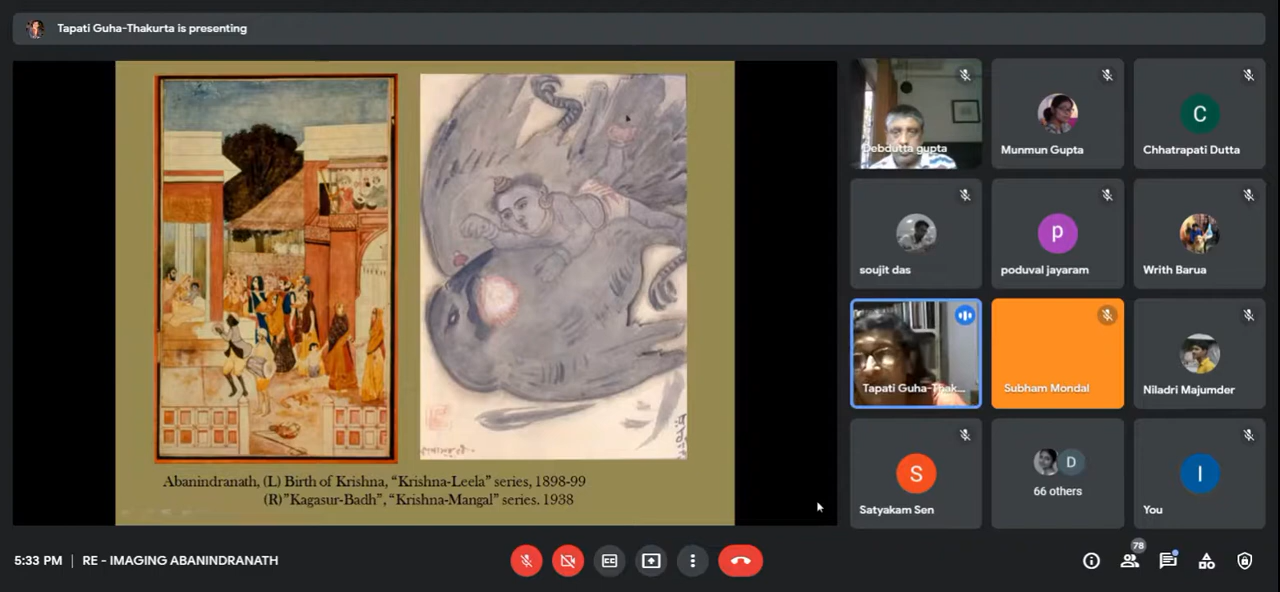 Tapati Guha-Thakurta is presenting
Abanindranath, (L) Birth of Krishna, “Krishna-Leela” series, 1898-99
(R)”Kagasur-Badh”, “Krishna-Mangal” series. 1938
Debdutta gupta
Munmun Gupta
C
Chhatrapati Dutta
soujit das
p
poduval jayaram
Writh Barua
Tapati Guha-Thak...
Subham Mondal
Niladri Majumder
S
Satyakam Sen
D
66 others
I
You
5:33 PM | RE - IMAGING ABANINDRANATH
CC
78